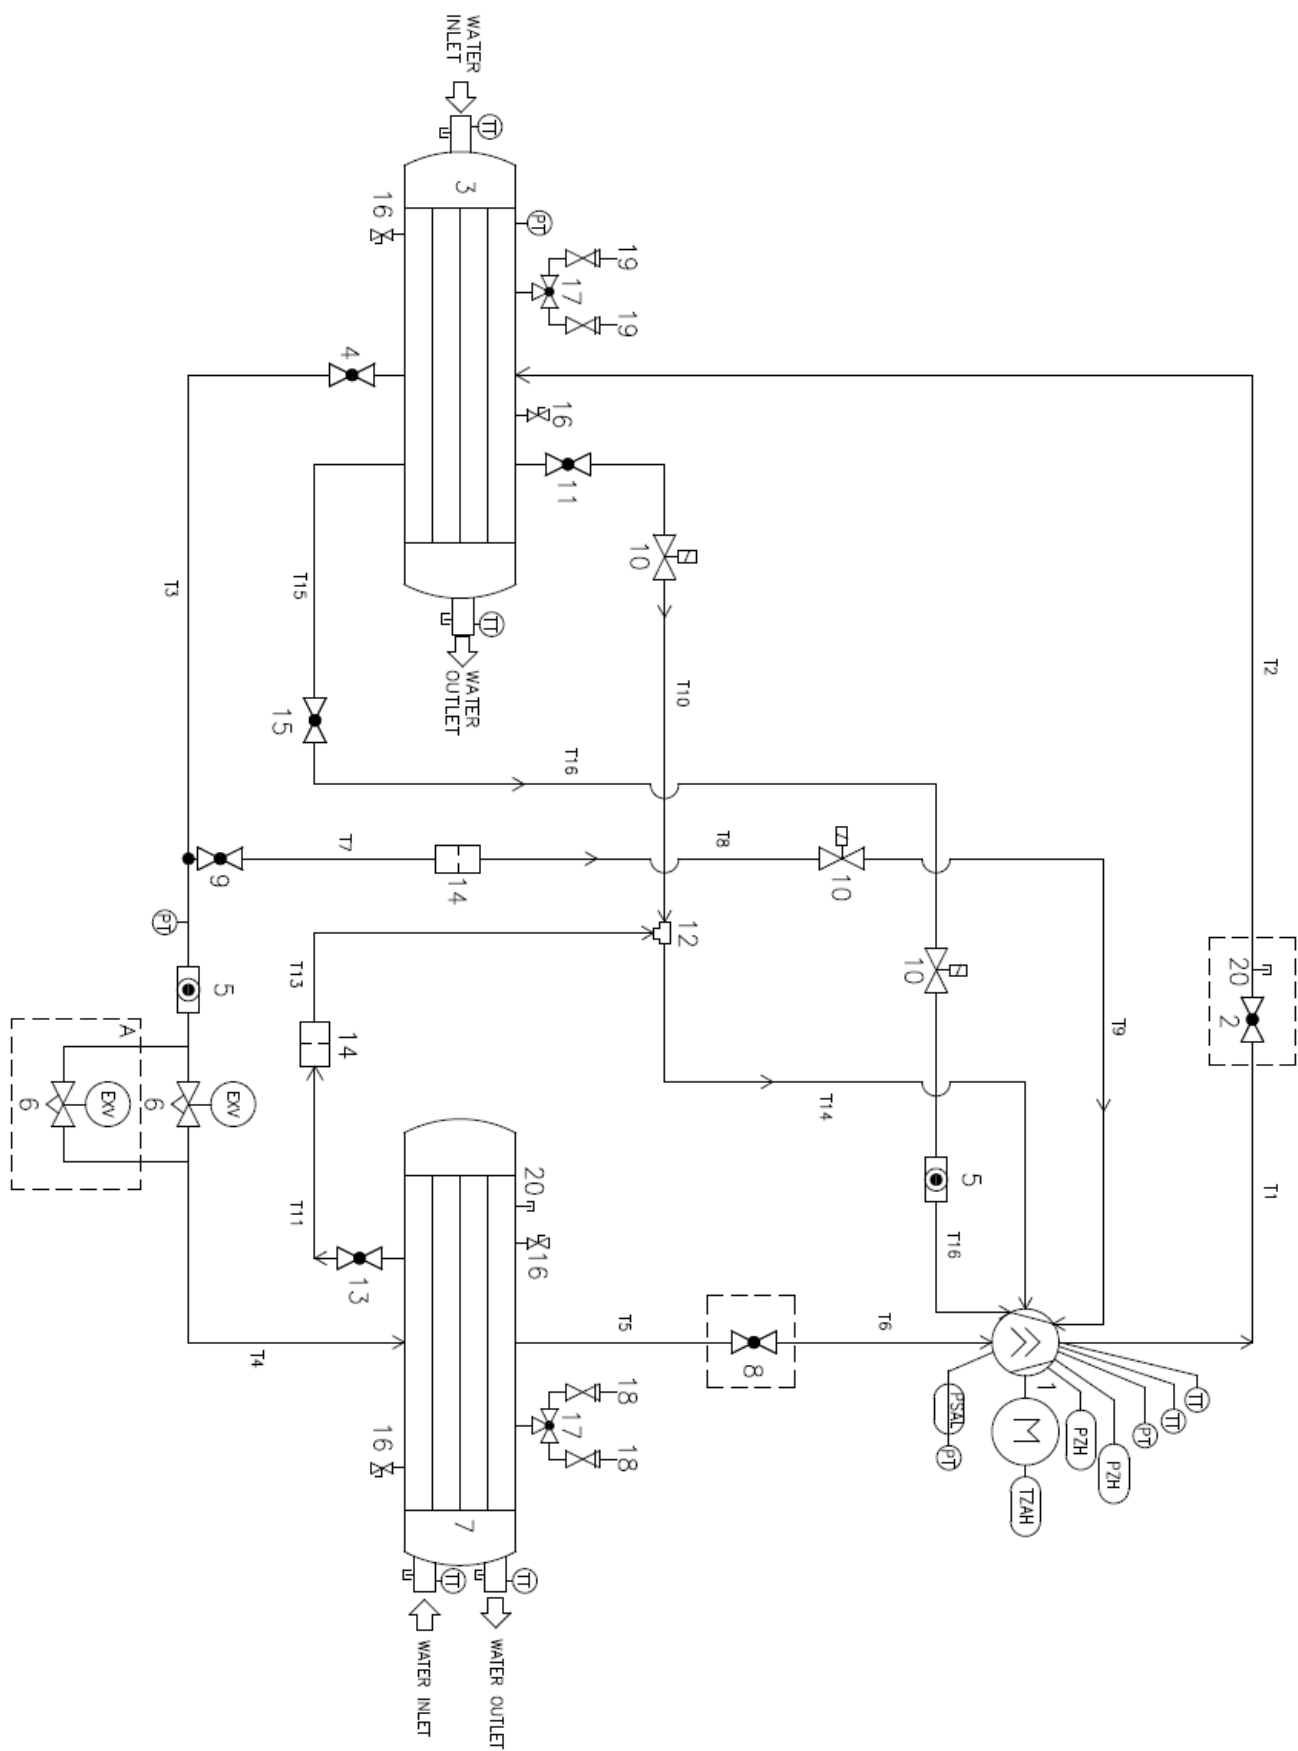 WATER
INLET
TT
3
16
PT
19
17
19
4
16
11
10
T3
T15
TT
WATER
OUTLET
T10
T2
15
T16
T7
T8
9
14
10
PT
12
10
20
2
5
T13
A
14
T9
6
EXV
6
EXV
T14
5
20
T1
T11
16
T16
13
T5
T6
T4
8
1
18
17
18
16
PSAL
PT
M
PZH
PZH
PT
TT
TT
TZAH
7
TT
TT
WATER INLET
WATER OUTLET